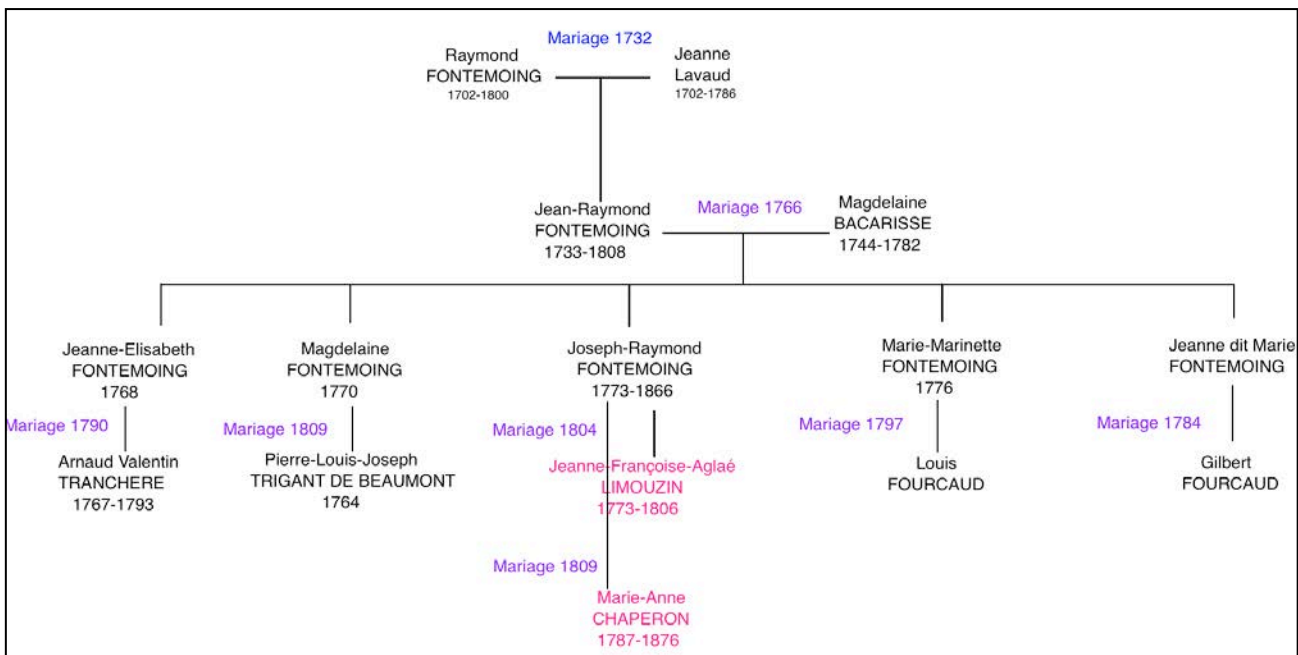 Mariage 1732
Raymond
FONTEMOING
1702-1800
Jeanne
Lavaud
1702-1786
Jean-Raymond
FONTEMOING
1733-1808
Mariage 1766
Magdelaine
BACARISSE
1744-1782
Jeanne-Elisabeth
FONTEMOING
1768
Mariage 1790
Arnaud Valentin
TRANCHERE
1767-1793
Magdelaine
FONTEMOING
1770
Mariage 1809
Pierre-Louis-Joseph
TRIGANT DE BEAUMONT
1764
Joseph-Raymond
FONTEMOING
1773-1866
Mariage 1804
Jeanne-Françoise-Aglaé
LIMOUZIN
1773-1806
Mariage 1809
Marie-Anne
CHAPERON
1787-1876
Marie-Marinette
FONTEMOING
1776
Mariage 1797
Louis
FOURCAUD
Jeanne dit Marie
FONTEMOING
Mariage 1784
Gilbert
FOURCAUD